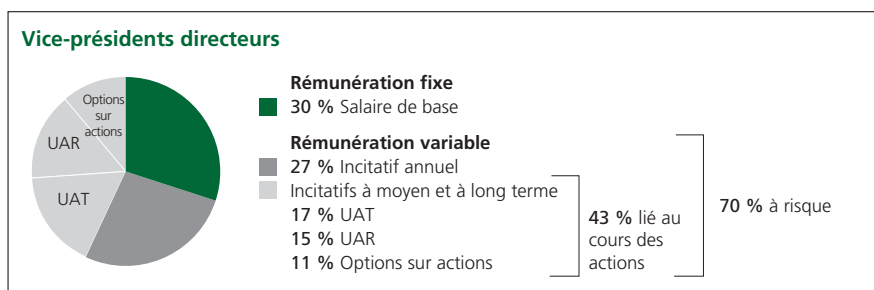 Vice-présidents directeurs
Options
sur
actions
UAR
UAT
Rémunération fixe
30 % Salaire de base
Rémunération variable
27 % Incitatif annuel
Incitatifs à moyen et à long terme
17 % UAT
15 % UAR
11 % Options sur actions
43 % lié au
cours des
actions
70 % à risque